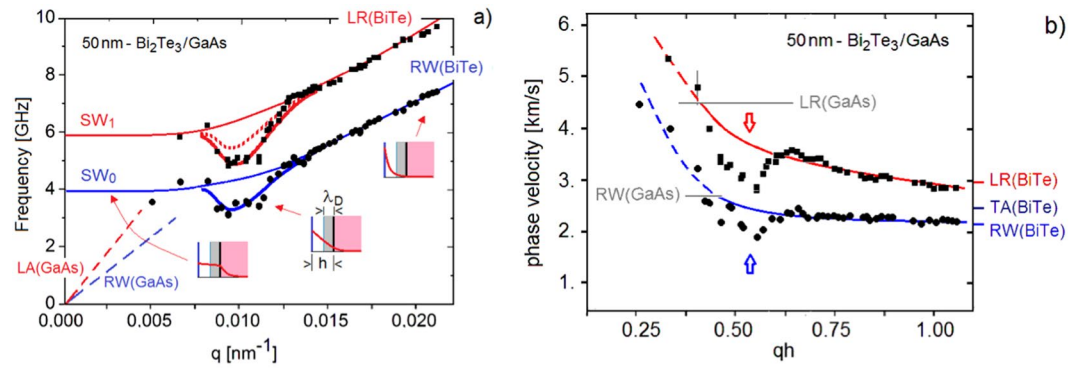 a)
50 nm - Bi₂Te₃/GaAs
LR(BiTe)
RW(BiTe)
SW₁
SW₀
λ_D
> <
> h <
LA(GaAs)
RW(GaAs)
Frequency [GHz]
10
8
6
4
2
0
0.000
0.005
0.010
0.015
0.020
q [nm⁻¹]
b)
50 nm - Bi₂Te₃/GaAs
LR(GaAs)
RW(GaAs)
LR(BiTe)
TA(BiTe)
RW(BiTe)
phase velocity [km/s]
6.
5.
4.
3.
2.
1.
0.25
0.50
0.75
1.00
qh